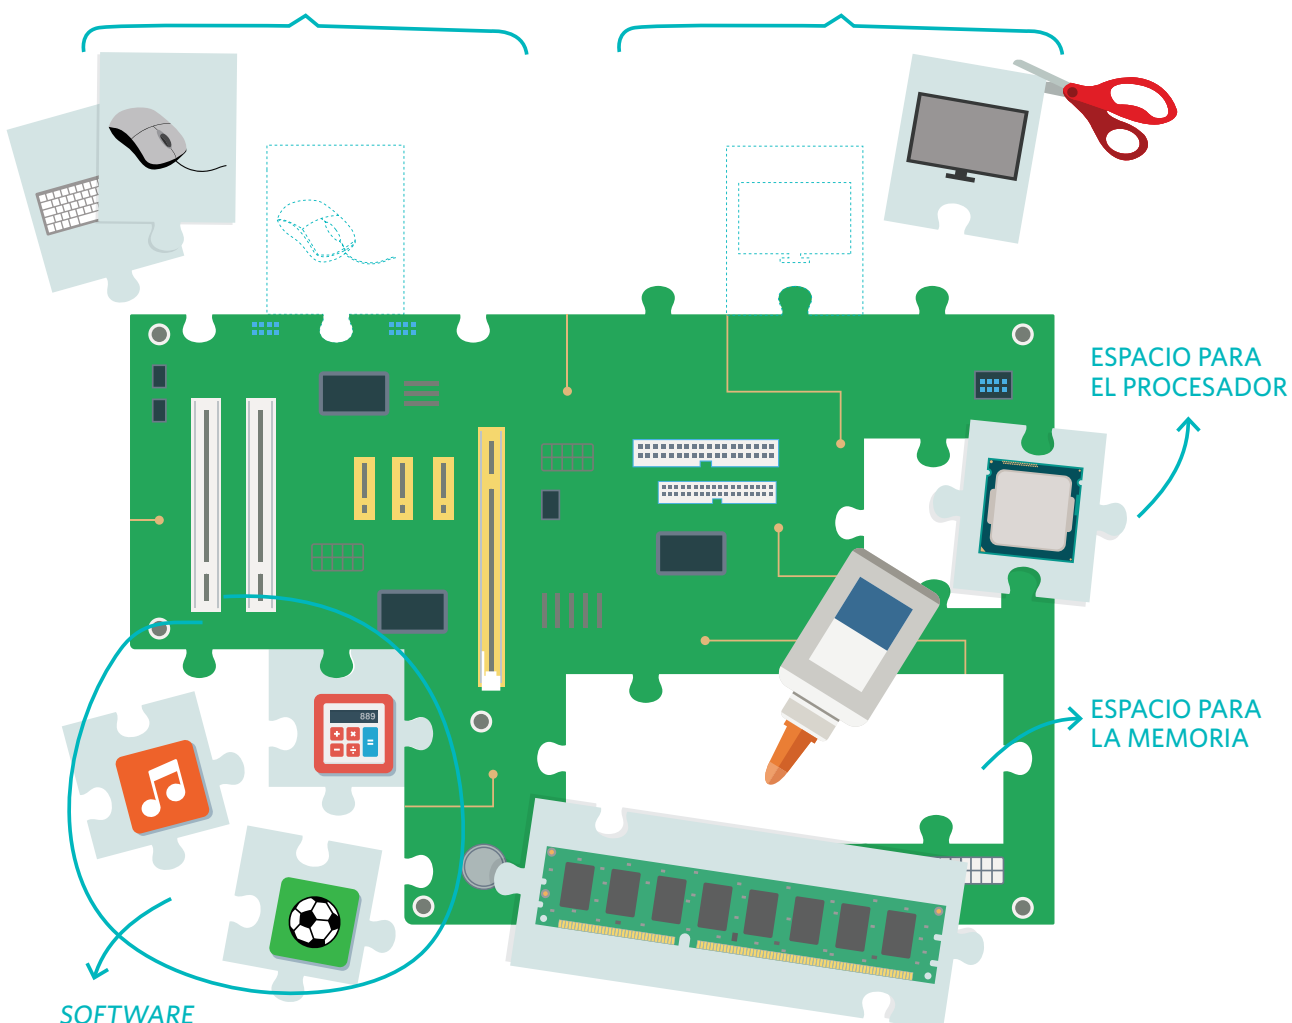 ESPACIO PARA
EL PROCESADOR
889
ESPACIO PARA
LA MEMORIA
SOFTWARE